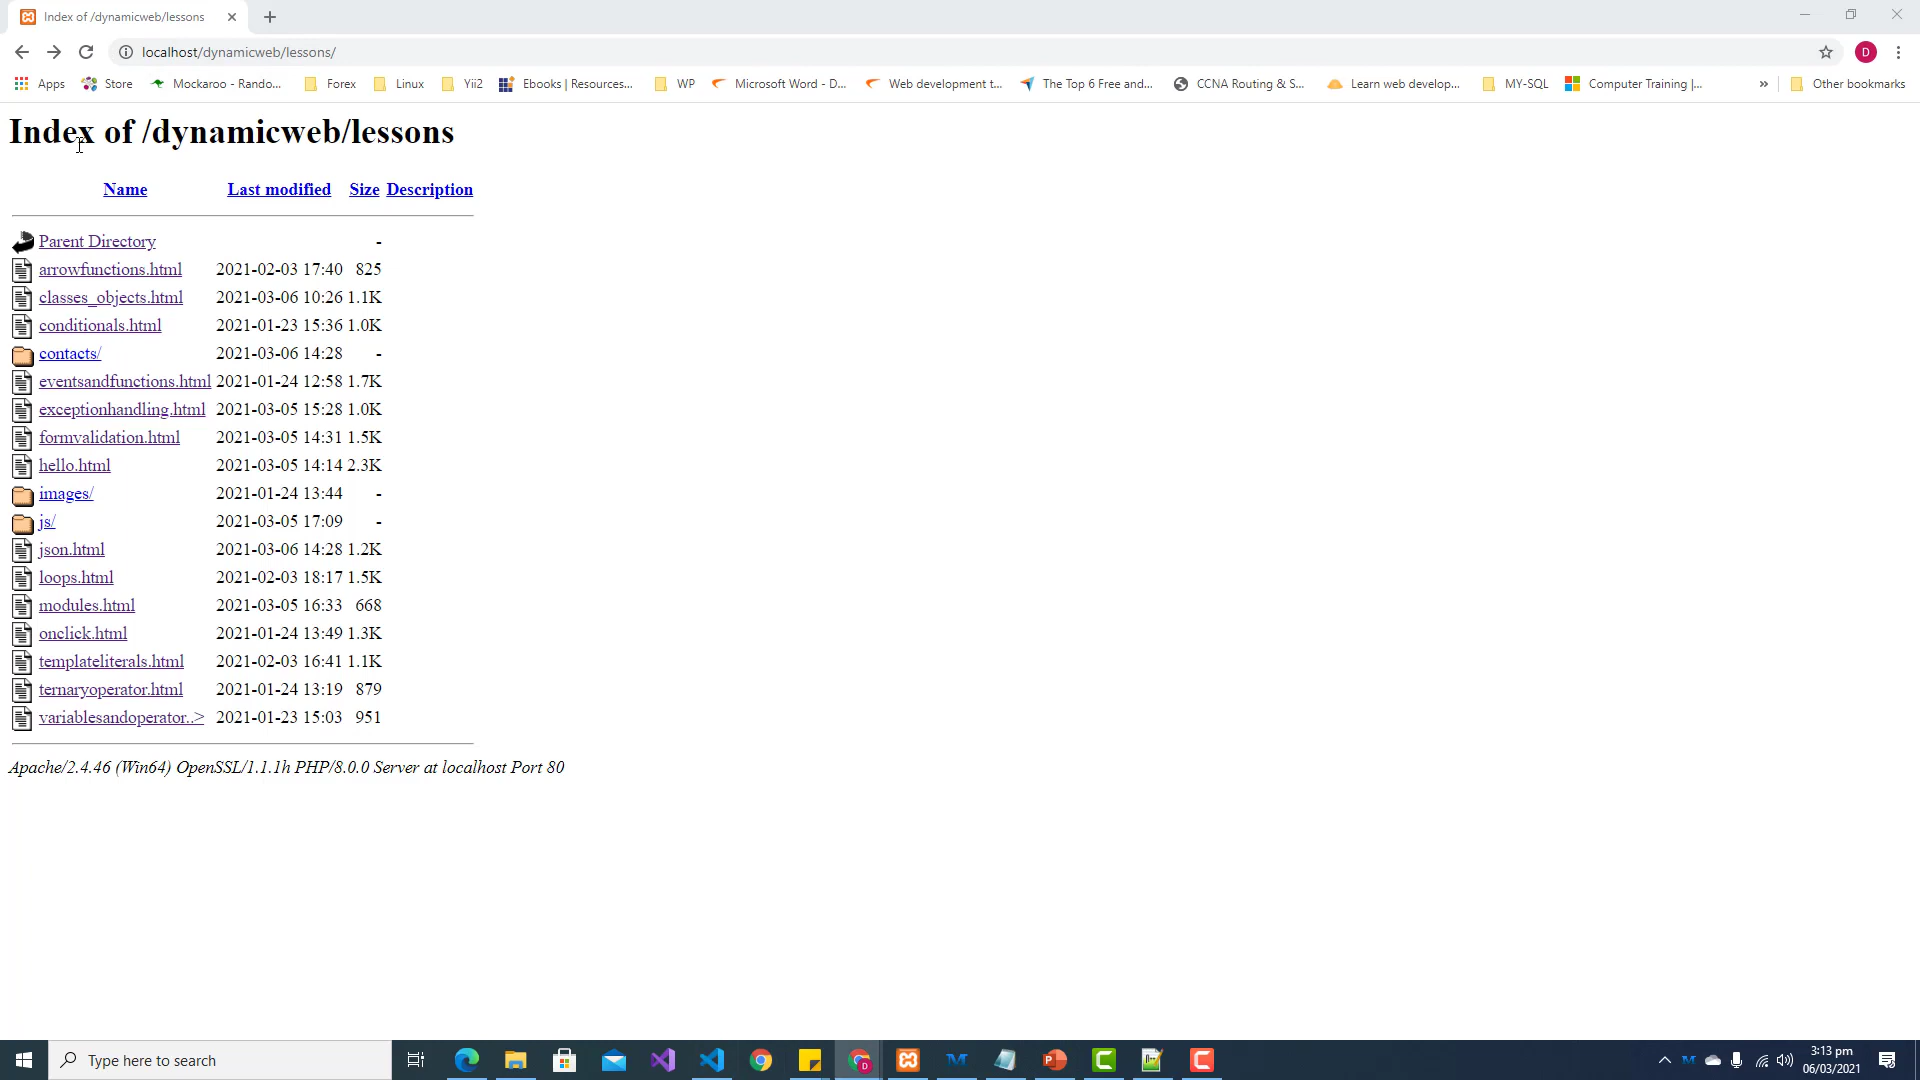 Index of /dynamicweb/lessons
localhost/dynamicweb/lessons/
D
Apps Store Mockaroo - Rando... Forex Linux Yii2 Ebooks | Resources... WP Microsoft Word - D... Web development t... The Top 6 Free and... CCNA Routing & S... Learn web develop... MY-SQL Computer Training |... » Other bookmarks
Index of /dynamicweb/lessons
Name Last modified Size Description
Parent Directory -
arrowfunctions.html 2021-02-03 17:40 825
classes_objects.html 2021-03-06 10:26 1.1K
conditionals.html 2021-01-23 15:36 1.0K
contacts/ 2021-03-06 14:28 -
eventsandfunctions.html 2021-01-24 12:58 1.7K
exceptionhandling.html 2021-03-05 15:28 1.0K
formvalidation.html 2021-03-05 14:31 1.5K
hello.html 2021-03-05 14:14 2.3K
images/ 2021-01-24 13:44 -
js/ 2021-03-05 17:09 -
json.html 2021-03-06 14:28 1.2K
loops.html 2021-02-03 18:17 1.5K
modules.html 2021-03-05 16:33 668
onclick.html 2021-01-24 13:49 1.3K
templateliterals.html 2021-02-03 16:41 1.1K
ternaryoperator.html 2021-01-24 13:19 879
variablesandoperator..> 2021-01-23 15:03 951
Apache/2.4.46 (Win64) OpenSSL/1.1.1h PHP/8.0.0 Server at localhost Port 80
Type here to search
3:13 pm
06/03/2021